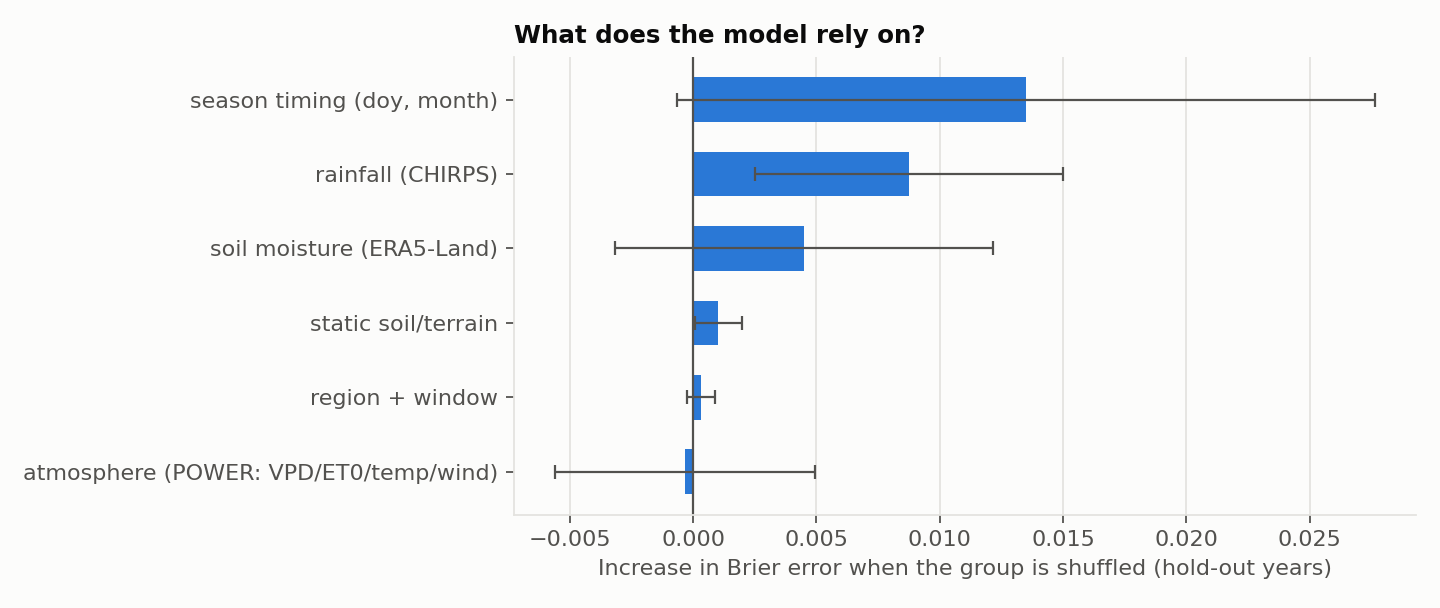 What does the model rely on?
season timing (doy, month)
rainfall (CHIRPS)
soil moisture (ERA5-Land)
static soil/terrain
region + window
atmosphere (POWER: VPD/ET0/temp/wind)
−0.005 0.000 0.005 0.010 0.015 0.020 0.025
Increase in Brier error when the group is shuffled (hold-out years)